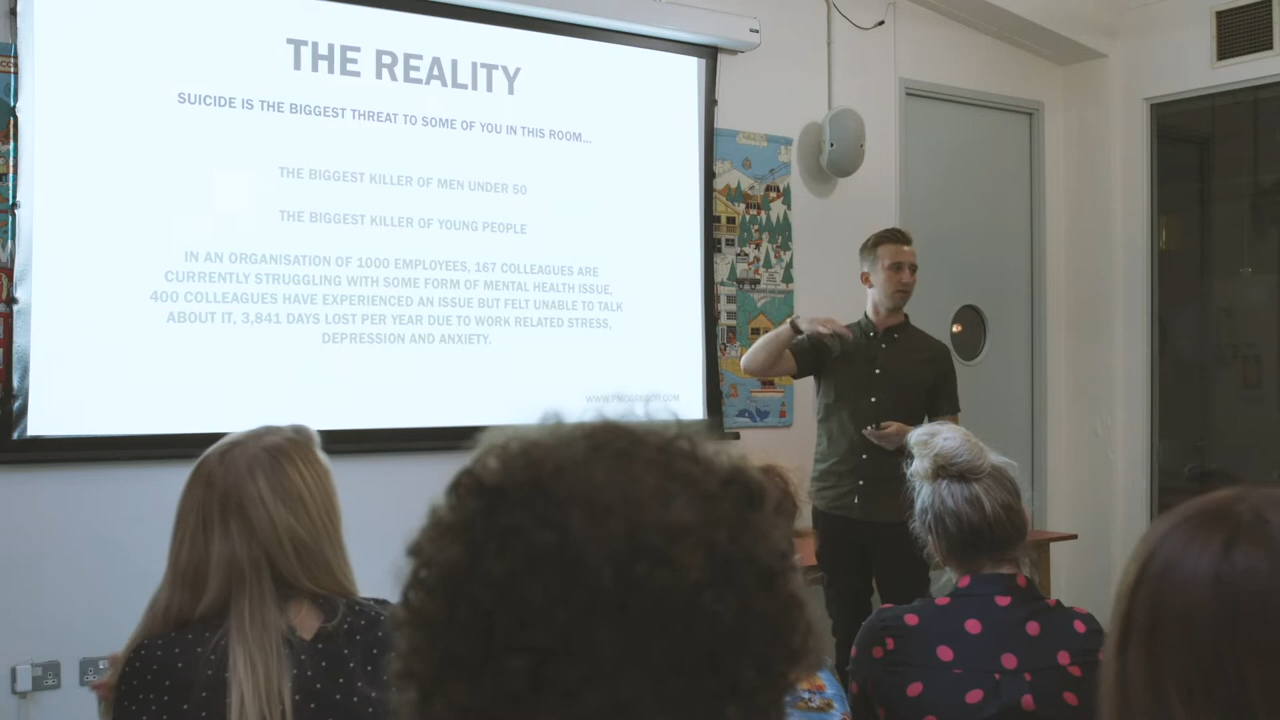 THE REALITY
SUICIDE IS THE BIGGEST THREAT TO SOME OF YOU IN THIS ROOM...
THE BIGGEST KILLER OF MEN UNDER 50
THE BIGGEST KILLER OF YOUNG PEOPLE
IN AN ORGANISATION OF 1000 EMPLOYEES, 167 COLLEAGUES ARE
CURRENTLY STRUGGLING WITH SOME FORM OF MENTAL HEALTH ISSUE,
400 COLLEAGUES HAVE EXPERIENCED AN ISSUE BUT FELT UNABLE TO TALK
ABOUT IT, 3,841 DAYS LOST PER YEAR DUE TO WORK RELATED STRESS,
DEPRESSION AND ANXIETY.